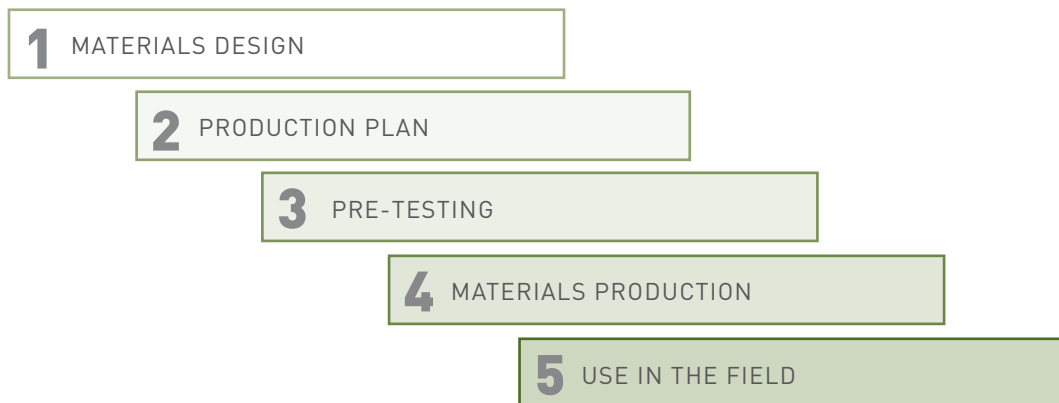 1 MATERIALS DESIGN
2 PRODUCTION PLAN
3 PRE-TESTING
4 MATERIALS PRODUCTION
5 USE IN THE FIELD